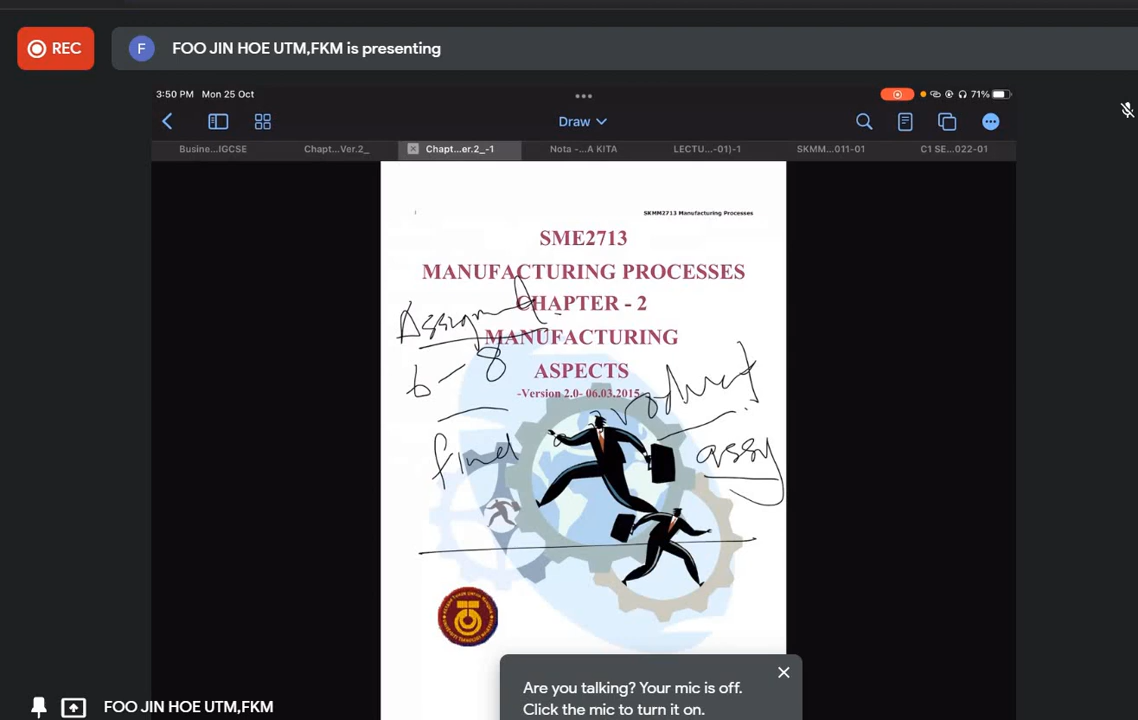 REC
F FOO JIN HOE UTM,FKM is presenting
3:50 PM Mon 25 Oct
71%
Draw
Busine...IGCSE
Chapt...Ver.2_
Chapt...er.2_-1
Nota -...A KITA
LECTU...-01)-1
SKMM...011-01
C1 SE...022-01
SKMM2713 Manufacturing Processes
SME2713
MANUFACTURING PROCESSES
CHAPTER - 2
MANUFACTURING
ASPECTS
-Version 2.0- 06.03.2015-
6 - 8
find a product
assy
Are you talking? Your mic is off.
Click the mic to turn it on.
FOO JIN HOE UTM,FKM